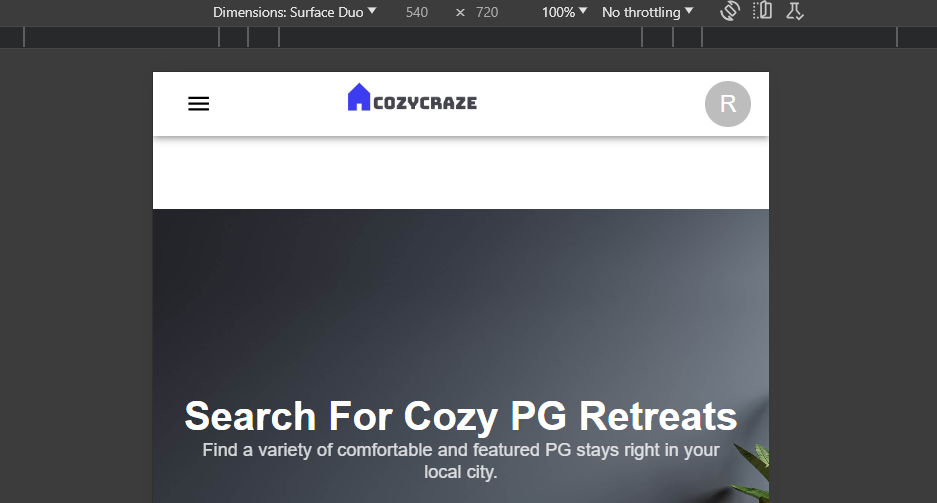 Dimensions: Surface Duo 540 × 720 100% No throttling
COZYCRAZE R
Search For Cozy PG Retreats
Find a variety of comfortable and featured PG stays right in your
local city.